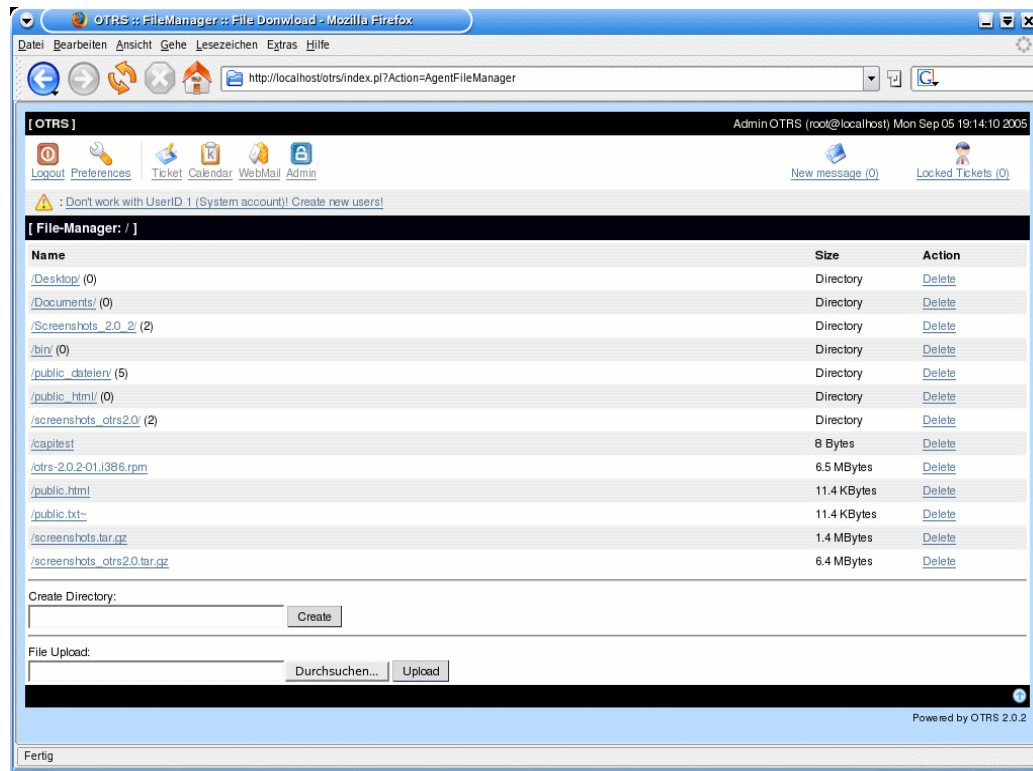 OTRS :: FileManager :: File Donwload - Mozilla Firefox
Datei Bearbeiten Ansicht Gehe Lesezeichen Extras Hilfe
http://localhost/otrs/index.pl?Action=AgentFileManager
[ OTRS ] Admin OTRS (root@localhost) Mon Sep 05 19:14:10 2005
Logout Preferences Ticket Calendar WebMail Admin New message (0) Locked Tickets (0)
: Don't work with UserID 1 (System account)! Create new users!
[ File-Manager: / ]
Name Size Action
/Desktop/ (0) Directory Delete
/Documents/ (0) Directory Delete
/Screenshots_2.0_2/ (2) Directory Delete
/bin/ (0) Directory Delete
/public_dateien/ (5) Directory Delete
/public_html/ (0) Directory Delete
/screenshots_otrs2.0/ (2) Directory Delete
/capitest 8 Bytes Delete
/otrs-2.0.2-01.i386.rpm 6.5 MBytes Delete
/public.html 11.4 KBytes Delete
/public.txt~ 11.4 KBytes Delete
/screenshots.tar.gz 1.4 MBytes Delete
/screenshots_otrs2.0.tar.gz 6.4 MBytes Delete
Create Directory:
Create
File Upload:
Durchsuchen... Upload
Powered by OTRS 2.0.2
Fertig